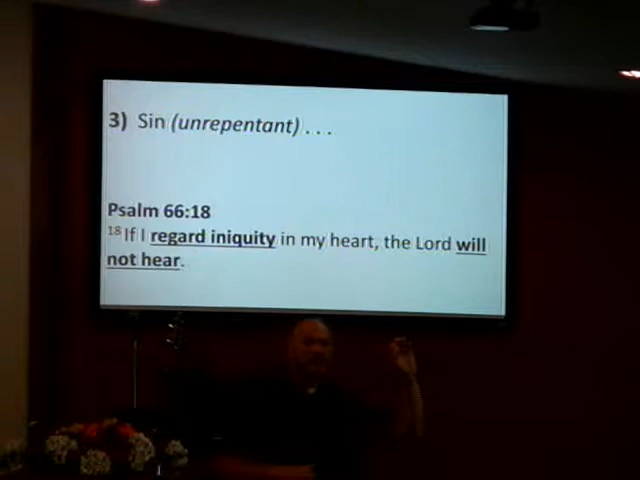 3) Sin (unrepentant) . . .
Psalm 66:18
18 If I regard iniquity in my heart, the Lord will
not hear.